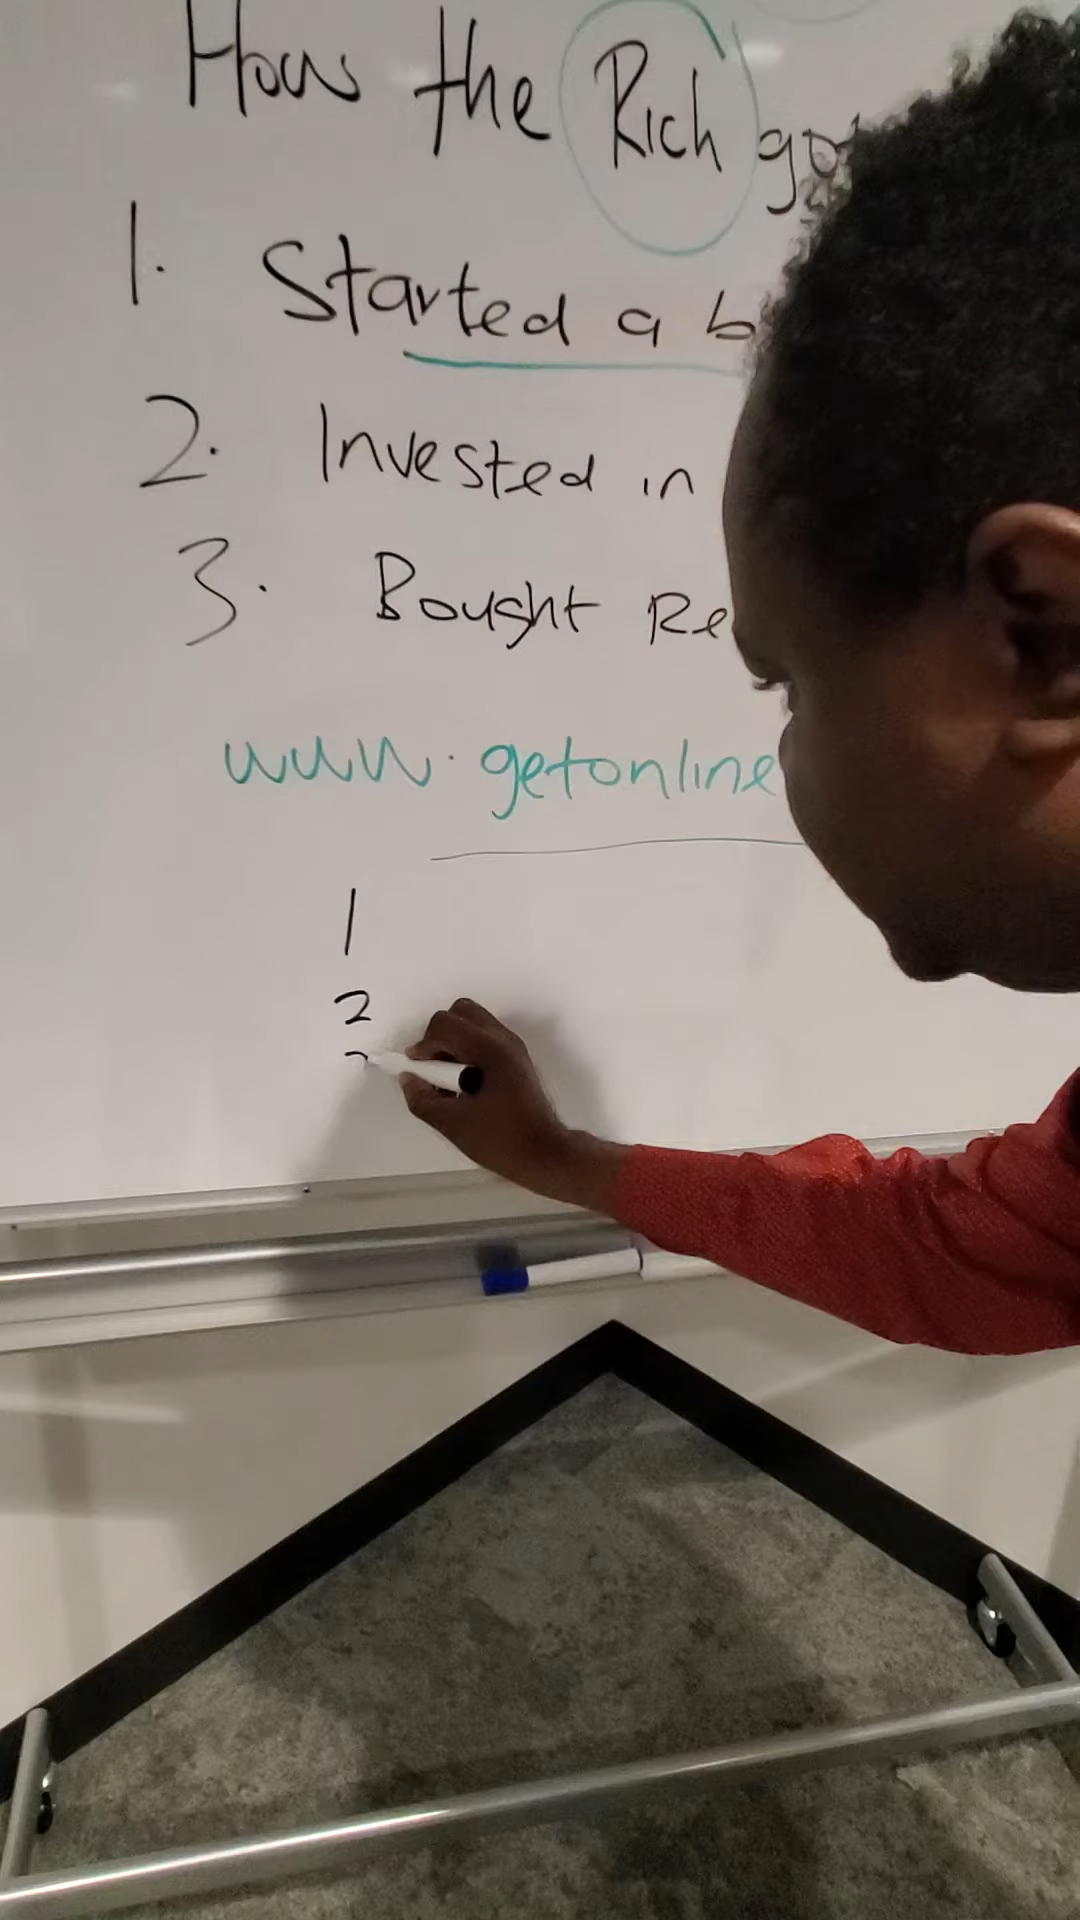 How the Rich
1. Started a
2. Invested in
3. Bought
www.getonline
1
2